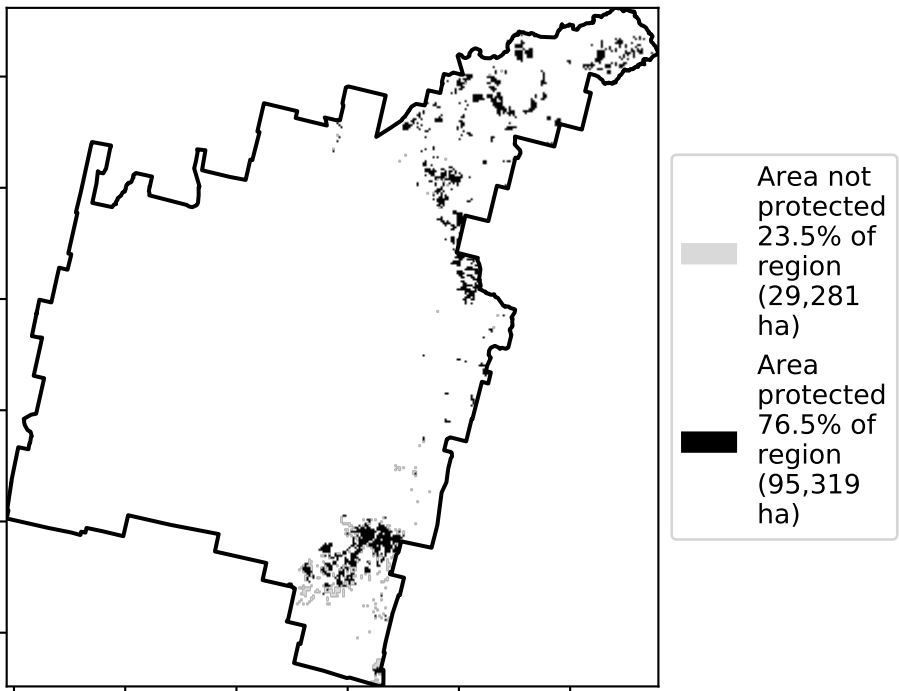 Area not
protected
23.5% of
region
(29,281
ha)
Area
protected
76.5% of
region
(95,319
ha)